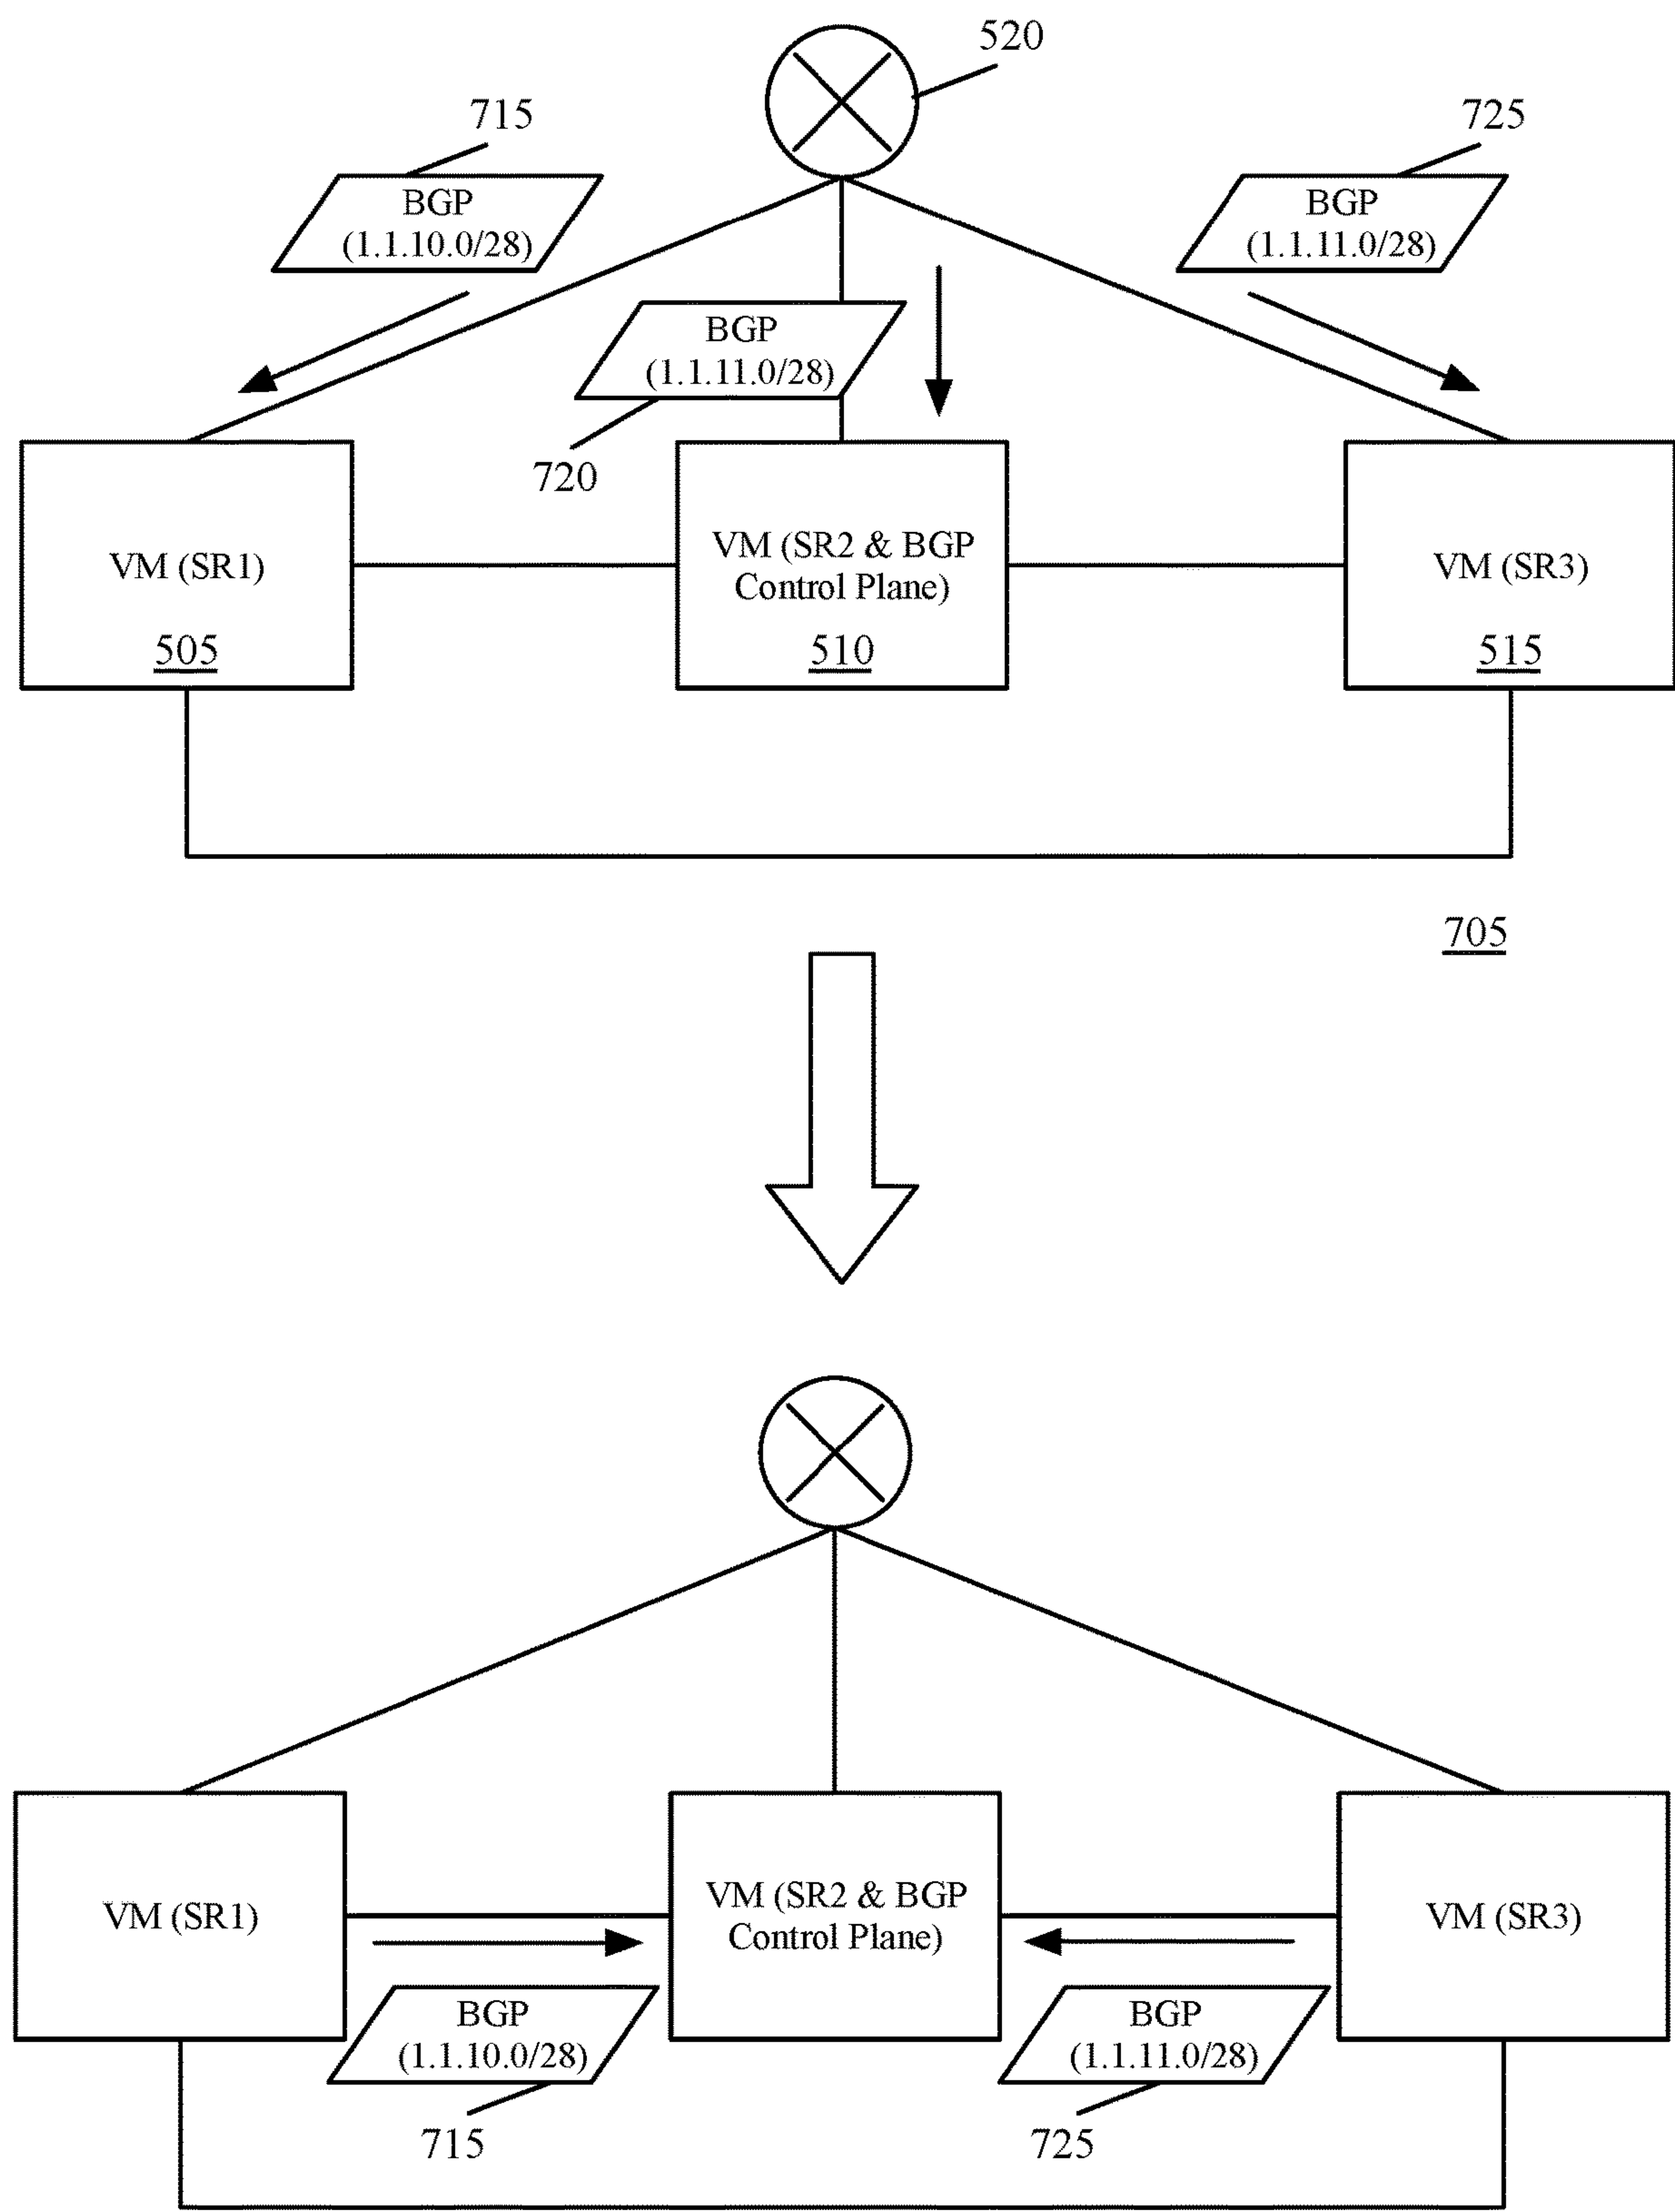 520
715
725
BGP
(1.1.10.0/28)
BGP
(1.1.11.0/28)
BGP
(1.1.11.0/28)
720
VM (SR1)
505
VM (SR2 & BGP
Control Plane)
510
VM (SR3)
515
705
VM (SR1)
VM (SR2 & BGP
Control Plane)
VM (SR3)
BGP
(1.1.10.0/28)
BGP
(1.1.11.0/28)
715
725